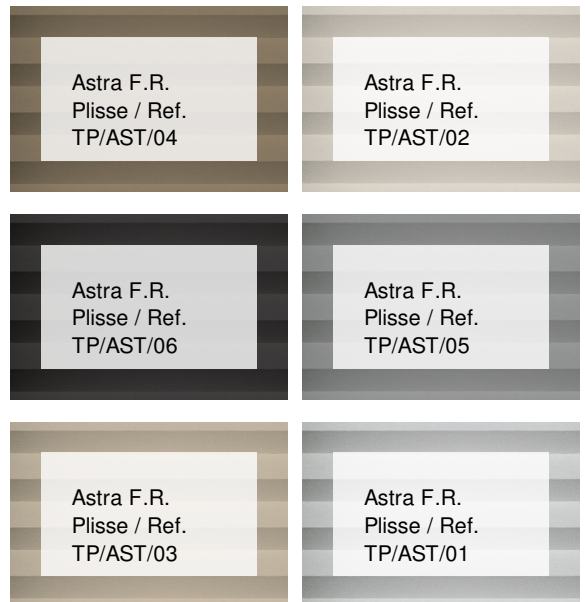 Astra F.R.
Plisse / Ref.
TP/AST/04
Astra F.R.
Plisse / Ref.
TP/AST/02
Astra F.R.
Plisse / Ref.
TP/AST/06
Astra F.R.
Plisse / Ref.
TP/AST/05
Astra F.R.
Plisse / Ref.
TP/AST/03
Astra F.R.
Plisse / Ref.
TP/AST/01